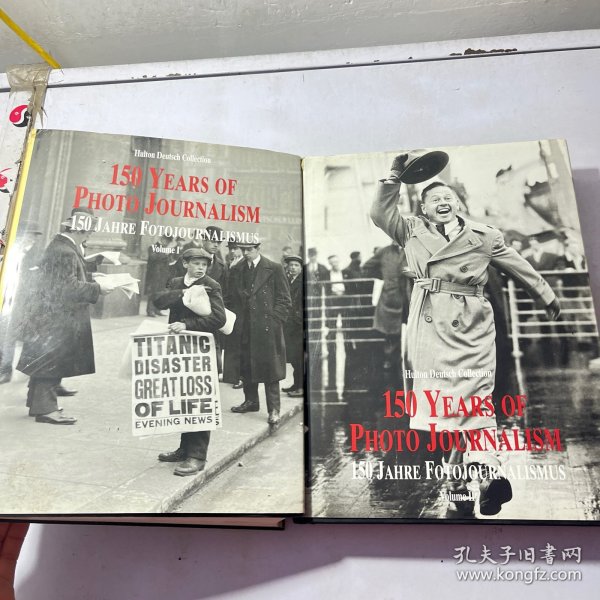 Hulton Deutsch Collection
150 YEARS OF
PHOTO JOURNALISM
150 JAHRE FOTOJOURNALISMUS
Volume I
TITANIC
DISASTER
GREAT LOSS
OF LIFE
EVENING NEWS
Hulton Deutsch Collection
150 YEARS OF
PHOTO JOURNALISM
150 JAHRE FOTOJOURNALISMUS
Volume II
孔夫子旧书网
www.kongfz.com